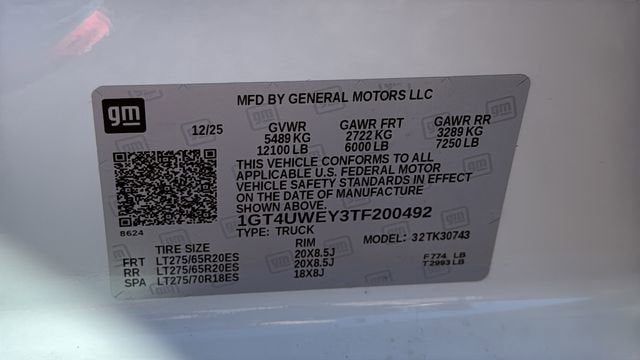 gm
MFD BY GENERAL MOTORS LLC
12/25 GVWR GAWR FRT GAWR RR
5489 KG 2722 KG 3289 KG
12100 LB 6000 LB 7250 LB
THIS VEHICLE CONFORMS TO ALL
APPLICABLE U.S. FEDERAL MOTOR
VEHICLE SAFETY STANDARDS IN EFFECT
ON THE DATE OF MANUFACTURE
SHOWN ABOVE.
1GT4UWEY3TF200492
8624 TYPE: TRUCK
TIRE SIZE RIM MODEL: 32TK30743
FRT LT275/65R20ES 20X8.5J F 774 LB
RR LT275/65R20ES 20X8.5J T 2993 LB
SPA LT275/70R18ES 18X8J